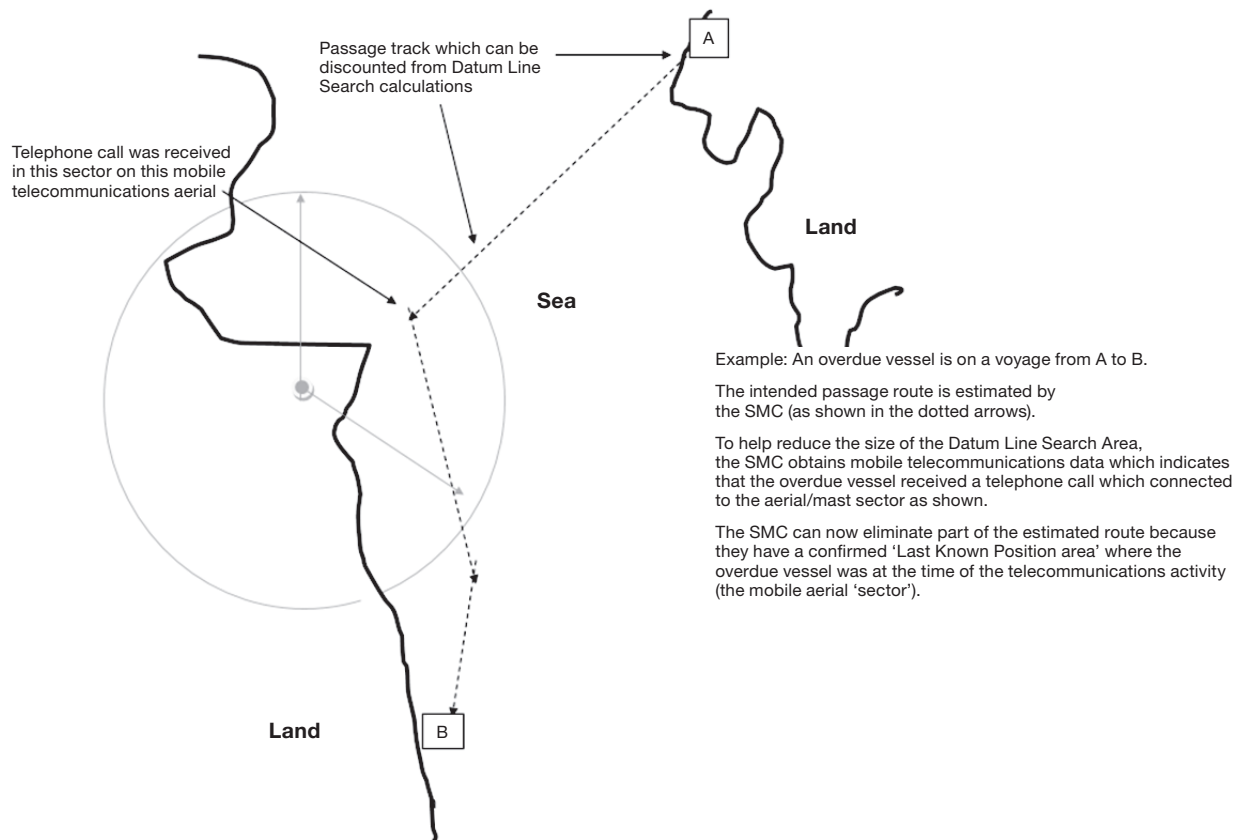 A
Passage track which can be
discounted from Datum Line
Search calculations
Telephone call was received
in this sector on this mobile
telecommunications aerial
Land
Sea
Example: An overdue vessel is on a voyage from A to B.
The intended passage route is estimated by
the SMC (as shown in the dotted arrows).
To help reduce the size of the Datum Line Search Area,
the SMC obtains mobile telecommunications data which indicates
that the overdue vessel received a telephone call which connected
to the aerial/mast sector as shown.
The SMC can now eliminate part of the estimated route because
they have a confirmed ‘Last Known Position area’ where the
overdue vessel was at the time of the telecommunications activity
(the mobile aerial ‘sector’).
Land
B